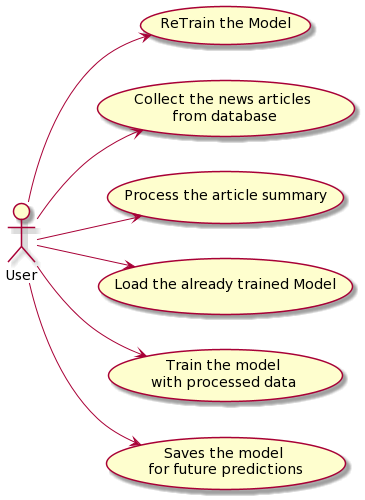 ReTrain the Model
Collect the news articles
from database
Process the article summary
User
Load the already trained Model
Train the model
with processed data
Saves the model
for future predictions